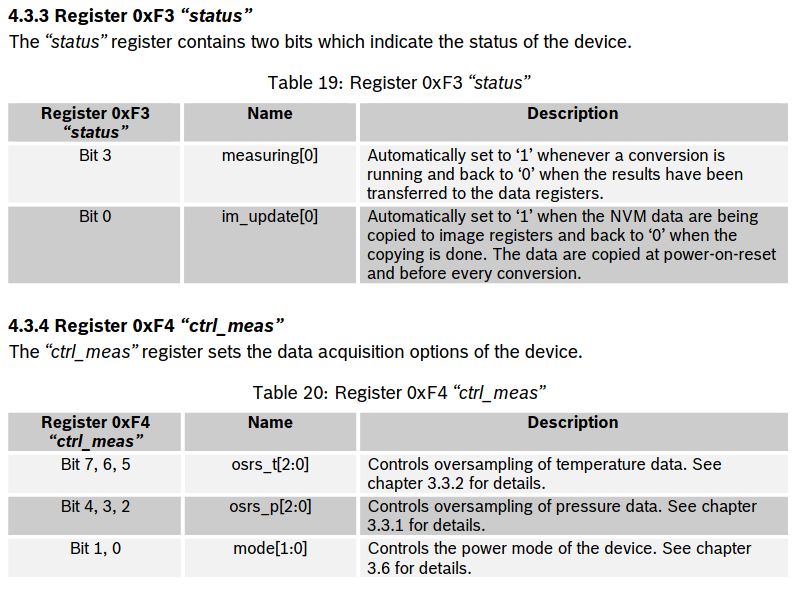 4.3.3 Register 0xF3 “status”
The “status” register contains two bits which indicate the status of the device.
Table 19: Register 0xF3 “status”
Register 0xF3 “status” Name Description
Bit 3 measuring[0] Automatically set to ‘1’ whenever a conversion is
running and back to ‘0’ when the results have been
transferred to the data registers.
Bit 0 im_update[0] Automatically set to ‘1’ when the NVM data are being
copied to image registers and back to ‘0’ when the
copying is done. The data are copied at power-on-reset
and before every conversion.
4.3.4 Register 0xF4 “ctrl_meas”
The “ctrl_meas” register sets the data acquisition options of the device.
Table 20: Register 0xF4 “ctrl_meas”
Register 0xF4 “ctrl_meas” Name Description
Bit 7, 6, 5 osrs_t[2:0] Controls oversampling of temperature data. See
chapter 3.3.2 for details.
Bit 4, 3, 2 osrs_p[2:0] Controls oversampling of pressure data. See chapter
3.3.1 for details.
Bit 1, 0 mode[1:0] Controls the power mode of the device. See chapter
3.6 for details.